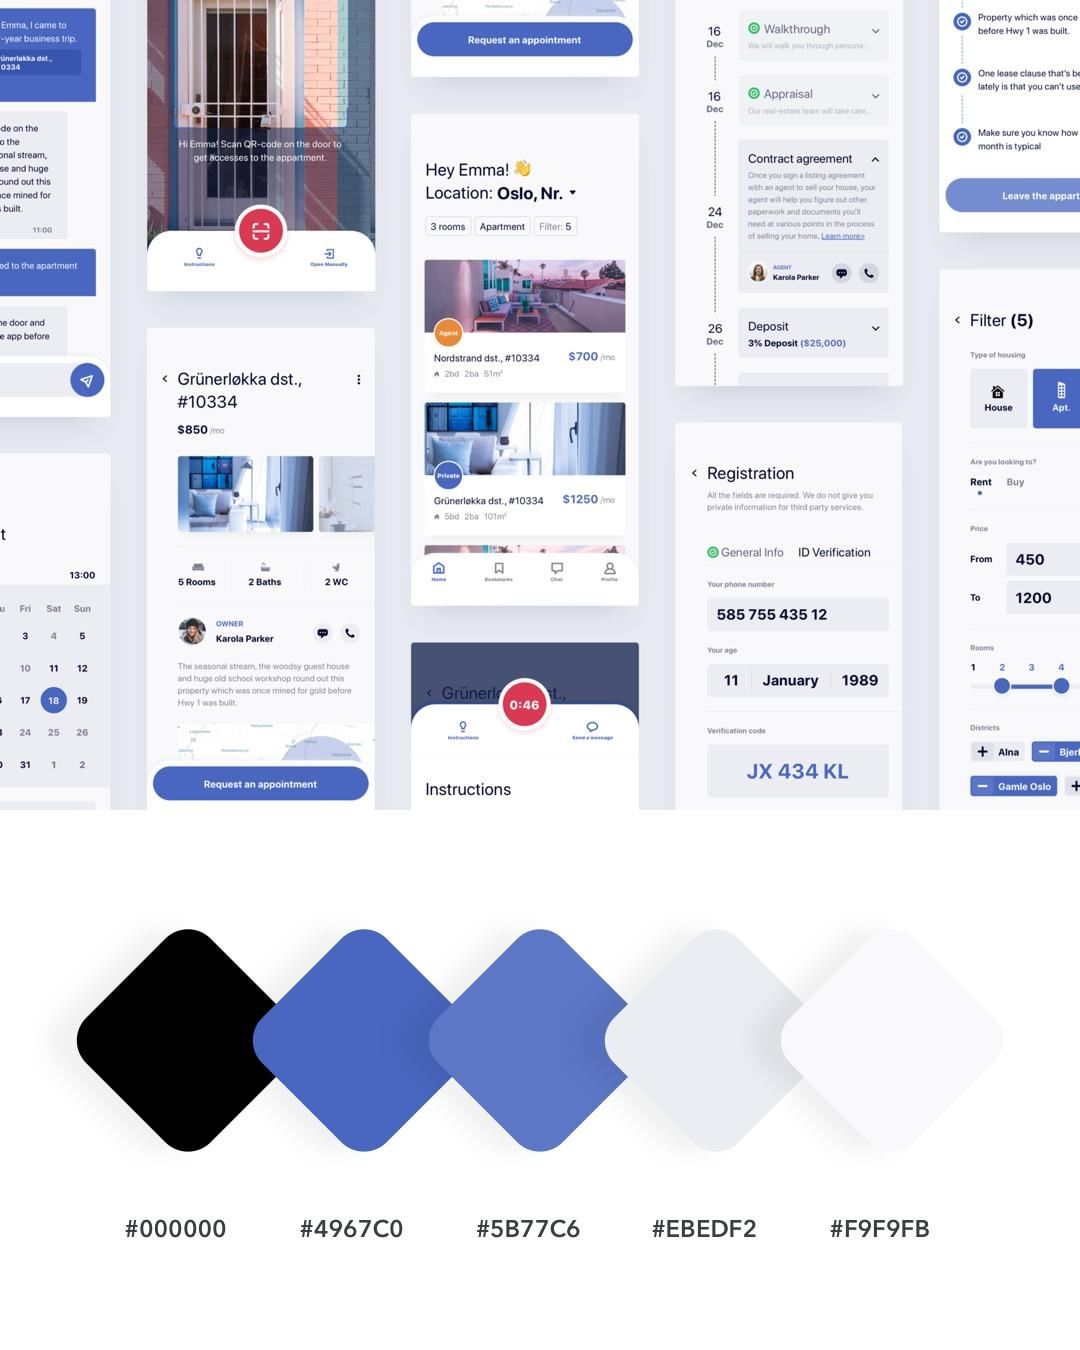 Emma, I came to
-year business trip.
ünerløkka dst.,
0334
de on the
o the
onal stream,
se and huge
ound out this
ce mined for
s built.
11:00
ed to the apartment
ne door and
e app before
t
13:00
u Fri Sat Sun
3 4 5
10 11 12
17 18 19
24 25 26
31 1 2
Hi Emma! Scan QR-code on the door to
get accesses to the appartment.
Instructions
Open Manually
Grünerløkka dst.,
#10334
$850 /mo
5 Rooms
2 Baths
2 WC
OWNER
Karola Parker
The seasonal stream, the woodsy guest house
and huge old school workshop round out this
property which was once mined for gold before
Hwy 1 was built.
Request an appointment
Request an appointment
Hey Emma! 👋
Location: Oslo, Nr.
3 rooms
Apartment
Filter: 5
Agent
Nordstrand dst., #10334
$700 /mo
2bd 2ba 51m²
Private
Grünerløkka dst., #10334
$1250 /mo
5bd 2ba 101m²
Home
Bookmarks
Chat
Profile
0:46
Instructions
Send a message
Instructions
16
Dec
Walkthrough
We will walk you through persona...
16
Dec
Appraisal
Our real-estate team will take care...
24
Dec
Contract agreement
Once you sign a listing agreement
with an agent to sell your house, your
agent will help you figure out other
paperwork and documents you'll
need at various points in the process
of selling your home. Learn more>
AGENT
Karola Parker
26
Dec
Deposit
3% Deposit ($25,000)
Registration
All the fields are required. We do not give you
private information for third party services.
General Info
ID Verification
Your phone number
585 755 435 12
Your age
11 January 1989
Verification code
JX 434 KL
Property which was once
before Hwy 1 was built.
One lease clause that's be
lately is that you can't use
Make sure you know how
month is typical
Leave the appart
Filter (5)
Type of housing
House
Apt.
Are you looking to?
Rent
Buy
Price
From 450
To 1200
Rooms
1 2 3 4
Districts
Alna
Bjerl
Gamle Oslo
#000000
#4967C0
#5B77C6
#EBEDF2
#F9F9FB